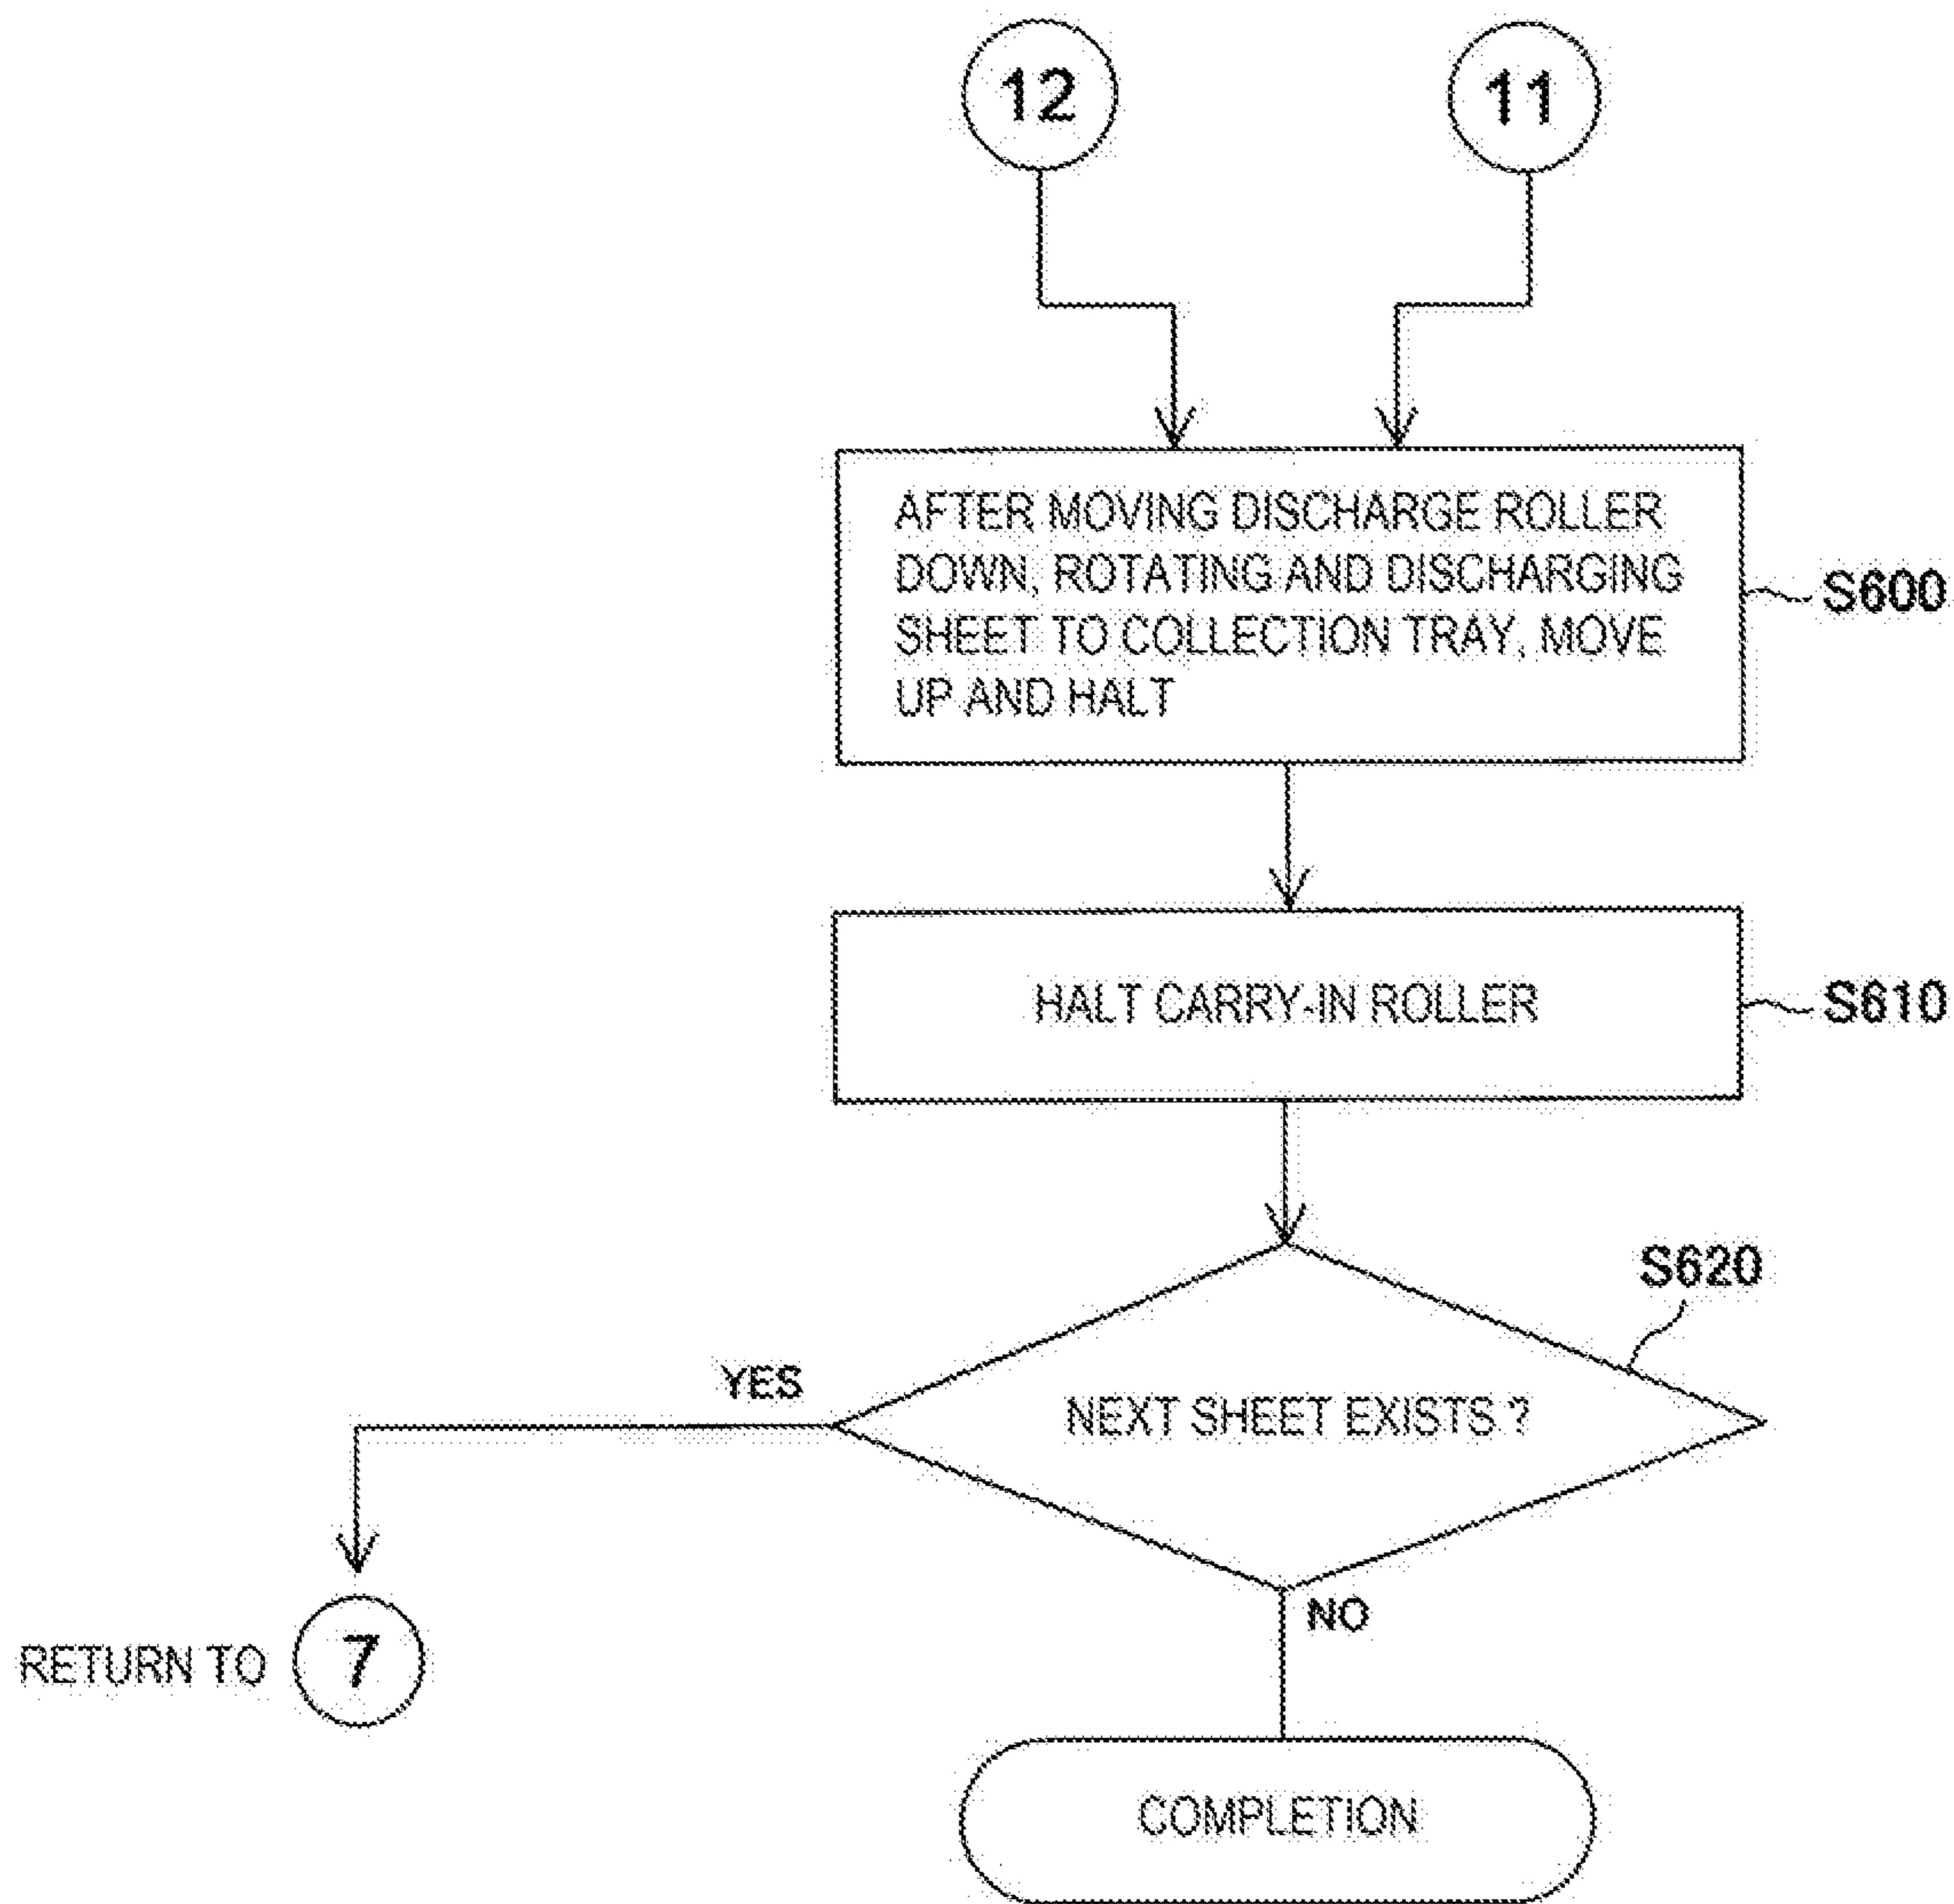 12
11
AFTER MOVING DISCHARGE ROLLER
DOWN, ROTATING AND DISCHARGING
SHEET TO COLLECTION TRAY, MOVE
UP AND HALT
S600
HALT CARRY-IN ROLLER
S610
S620
YES
NEXT SHEET EXISTS ?
NO
RETURN TO 7
COMPLETION